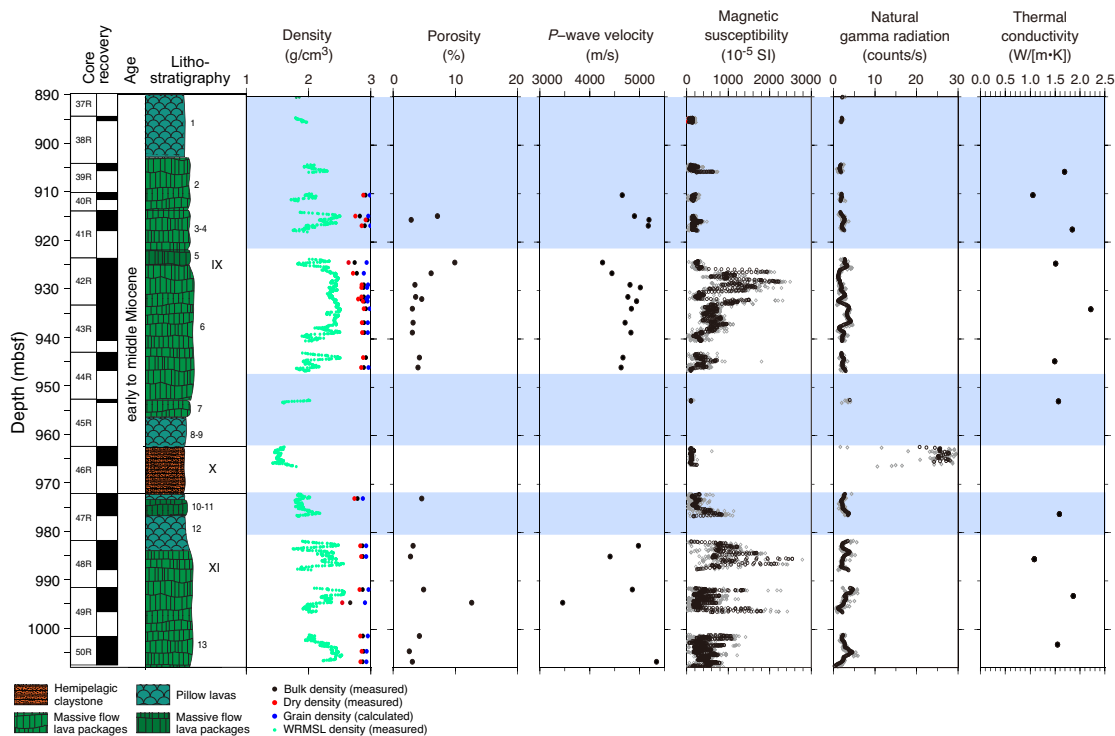 Core
recovery
Age
Litho-
stratigraphy
Density
(g/cm³)
Porosity
(%)
P–wave velocity
(m/s)
Magnetic
susceptibility
(10⁻⁵ SI)
Natural
gamma radiation
(counts/s)
Thermal
conductivity
(W/[m•K])
1 2 3
0 10 20
3000 4000 5000
0 1000 2000 3000
0 10 20 30
0.0 0.5 1.0 1.5 2.0 2.5
Depth (mbsf)
890
900
910
920
930
940
950
960
970
980
990
1000
37R
38R
39R
40R
41R
42R
43R
44R
45R
46R
47R
48R
49R
50R
early to middle Miocene
1
2
3-4
5
IX
6
7
8-9
X
10-11
12
XI
13
Hemipelagic
claystone
Massive flow
lava packages
Pillow lavas
Massive flow
lava packages
Bulk density (measured)
Dry density (measured)
Grain density (calculated)
WRMSL density (measured)